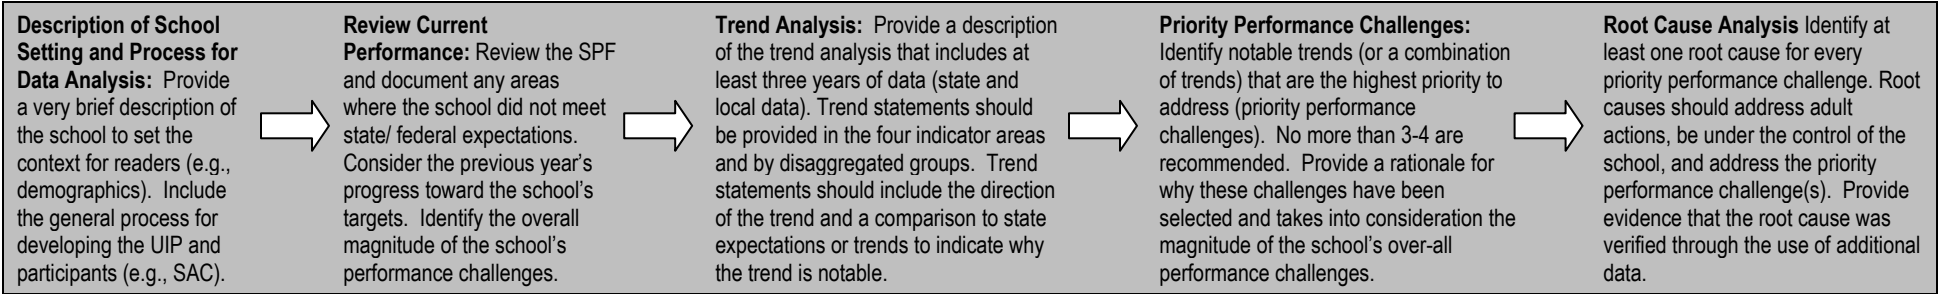 Description of School
Setting and Process for
Data Analysis: Provide
a very brief description of
the school to set the
context for readers (e.g.,
demographics). Include
the general process for
developing the UIP and
participants (e.g., SAC).
Review Current
Performance: Review the SPF
and document any areas
where the school did not meet
state/ federal expectations.
Consider the previous year's
progress toward the school's
targets. Identify the overall
magnitude of the school's
performance challenges.
Trend Analysis: Provide a description
of the trend analysis that includes at
least three years of data (state and
local data). Trend statements should
be provided in the four indicator areas
and by disaggregated groups. Trend
statements should include the direction
of the trend and a comparison to state
expectations or trends to indicate why
the trend is notable.
Priority Performance Challenges:
Identify notable trends (or a combination
of trends) that are the highest priority to
address (priority performance
challenges). No more than 3-4 are
recommended. Provide a rationale for
why these challenges have been
selected and takes into consideration the
magnitude of the school's over-all
performance challenges.
Root Cause Analysis Identify at
least one root cause for every
priority performance challenge. Root
causes should address adult
actions, be under the control of the
school, and address the priority
performance challenge(s). Provide
evidence that the root cause was
verified through the use of additional
data.